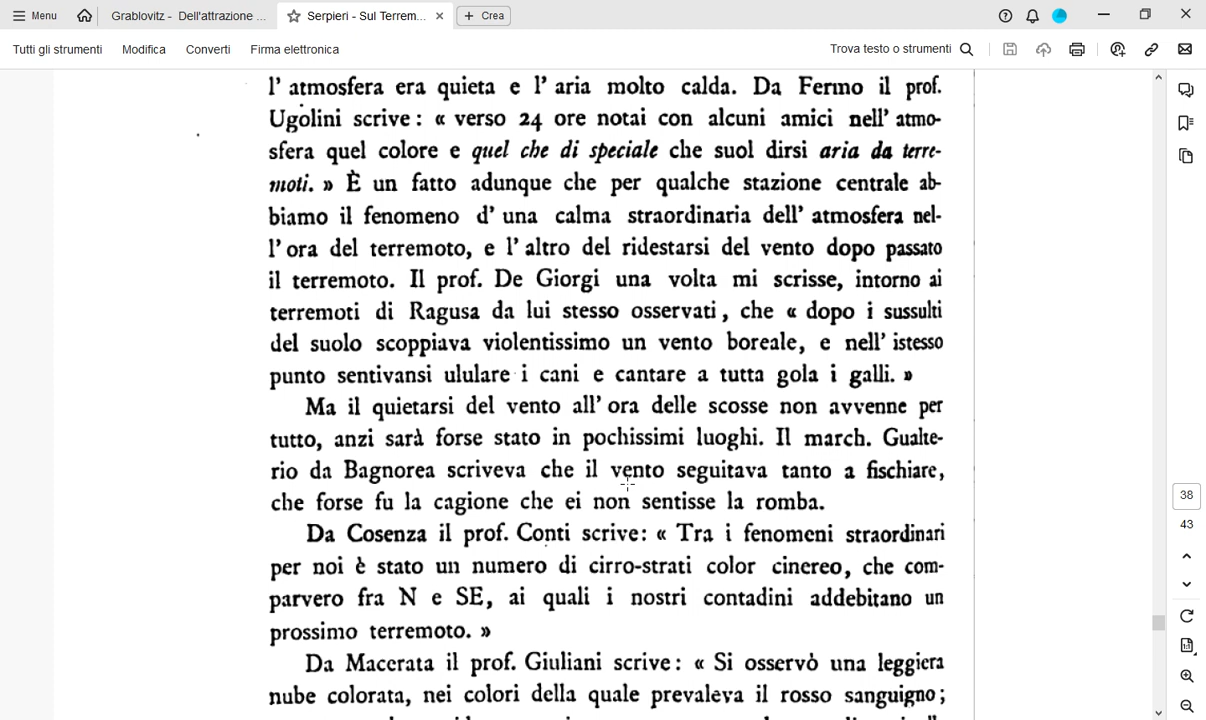 Menu
Grablovitz - Dell'attrazione ...
Serpieri - Sul Terrem...
Crea
Tutti gli strumenti
Modifica
Converti
Firma elettronica
Trova testo o strumenti
l' atmosfera era quieta e l' aria molto calda. Da Fermo il prof.
Ugolini scrive: « verso 24 ore notai con alcuni amici nell' atmo-
sfera quel colore e quel che di speciale che suol dirsi aria da terre-
moti. » È un fatto adunque che per qualche stazione centrale ab-
biamo il fenomeno d' una calma straordinaria dell' atmosfera nel-
l' ora del terremoto, e l' altro del ridestarsi del vento dopo passato
il terremoto. Il prof. De Giorgi una volta mi scrisse, intorno ai
terremoti di Ragusa da lui stesso osservati, che « dopo i sussulti
del suolo scoppiava violentissimo un vento boreale, e nell' istesso
punto sentivansi ululare i cani e cantare a tutta gola i galli. »
Ma il quietarsi del vento all' ora delle scosse non avvenne per
tutto, anzi sarà forse stato in pochissimi luoghi. Il march. Gualte-
rio da Bagnorea scriveva che il vento seguitava tanto a fischiare,
che forse fu la cagione che ei non sentisse la romba.
Da Cosenza il prof. Conti scrive: « Tra i fenomeni straordinari
per noi è stato un numero di cirro-strati color cinereo, che com-
parvero fra N e SE, ai quali i nostri contadini addebitano un
prossimo terremoto. »
Da Macerata il prof. Giuliani scrive: « Si osservò una leggiera
nube colorata, nei colori della quale prevaleva il rosso sanguigno;
38
43